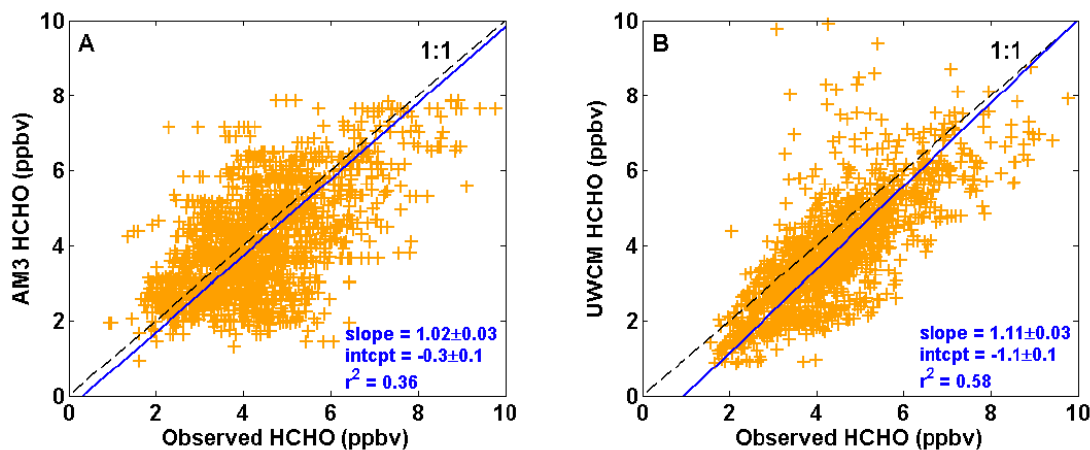 A
1:1
10
8
6
4
2
0
AM3 HCHO (ppbv)
slope = 1.02±0.03
intcpt = -0.3±0.1
r² = 0.36
0 2 4 6 8 10
Observed HCHO (ppbv)
B
1:1
10
8
6
4
2
0
UWCM HCHO (ppbv)
slope = 1.11±0.03
intcpt = -1.1±0.1
r² = 0.58
0 2 4 6 8 10
Observed HCHO (ppbv)